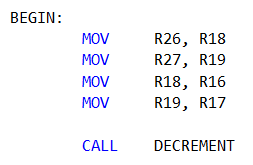 BEGIN:
MOV R26, R18
MOV R27, R19
MOV R18, R16
MOV R19, R17
CALL DECREMENT